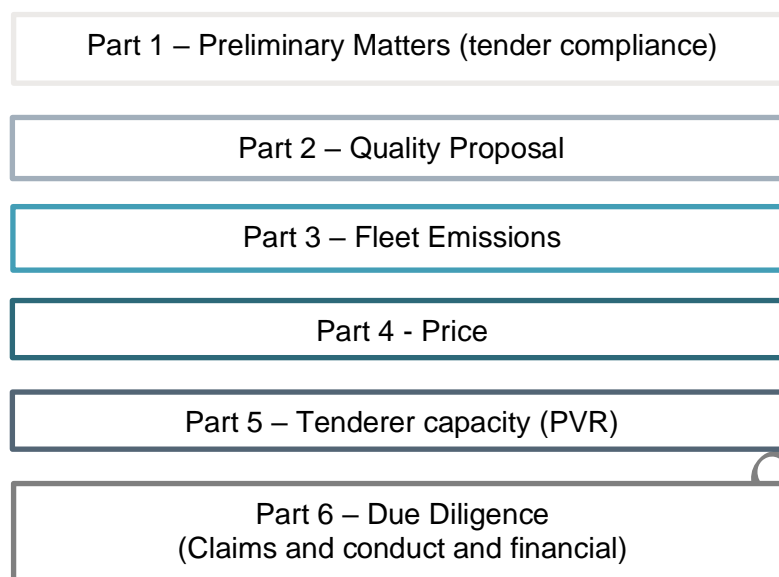 Part 1 – Preliminary Matters (tender compliance)
Part 2 – Quality Proposal
Part 3 – Fleet Emissions
Part 4 - Price
Part 5 – Tenderer capacity (PVR)
Part 6 – Due Diligence
(Claims and conduct and financial)